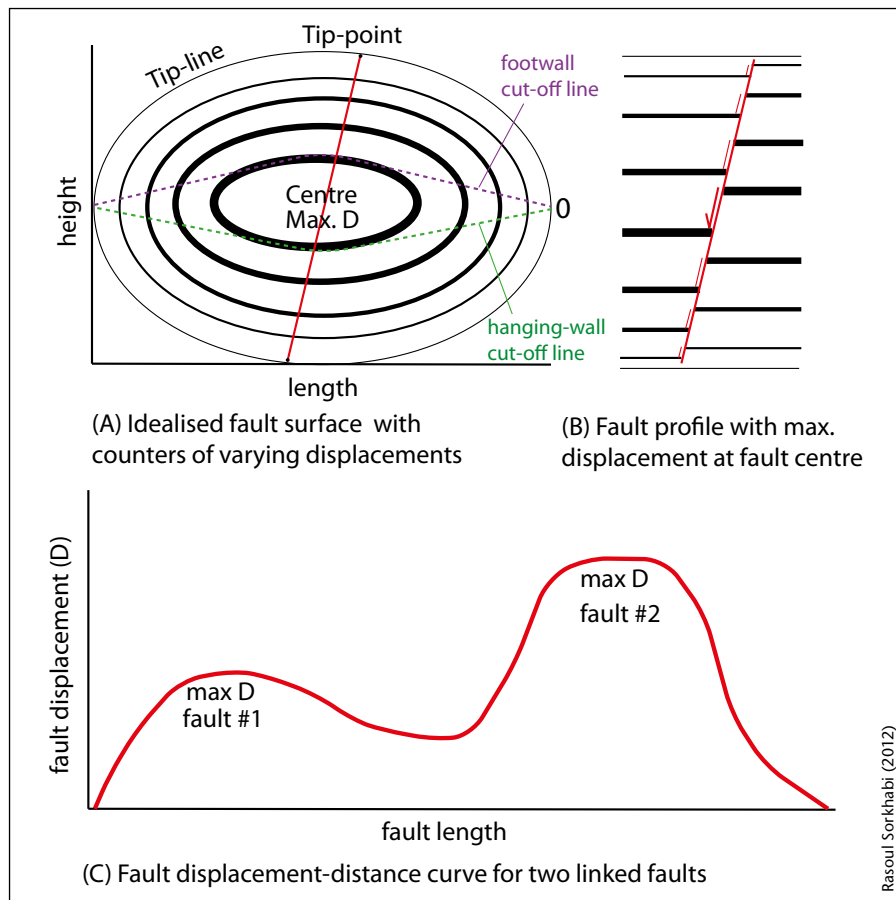 Tip-point
Tip-line
footwall
cut-off line
Centre
Max. D
0
height
hanging-wall
cut-off line
length
(A) Idealised fault surface with
counters of varying displacements
(B) Fault profile with max.
displacement at fault centre
fault displacement (D)
max D
fault #1
max D
fault #2
fault length
(C) Fault displacement-distance curve for two linked faults
Rasoul Sorkhabi (2012)